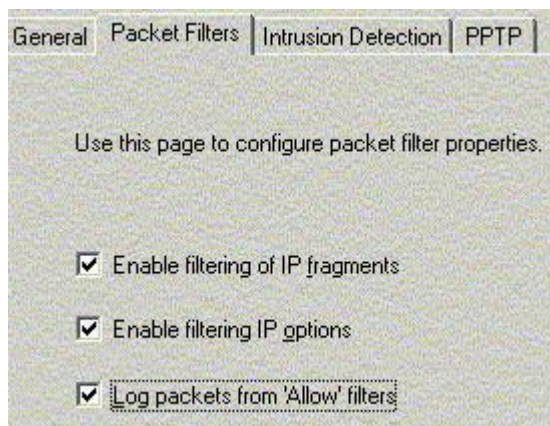 General Packet Filters Intrusion Detection PPTP
Use this page to configure packet filter properties.
Enable filtering of IP fragments
Enable filtering IP options
Log packets from 'Allow' filters